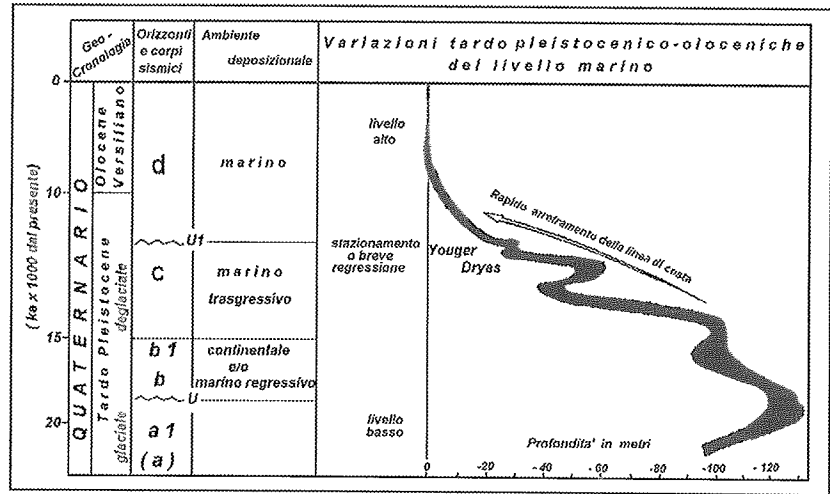 Geo-
Cronologia
Orizzonti
e corpi
sismici
Ambiente
deposizionale
Variazioni tardo pleistocenico-oloceniche
del livello marino
(ka x 1000 dal presente)
0
10
15
20
QUATERNARIO
Olocene
Versiliano
Tardo Pleistocene
deglaciale
glaciale
d
U1
c
b1
b
U
a1
(a)
marino
marino
trasgressivo
continentale
e/o
marino regressivo
livello
alto
stazionamento
o breve
regressione
livello
basso
Youger
Dryas
Rapido arretramento della linea di costa
Profondita' in metri
0 -20 -40 -60 -80 -100 -120